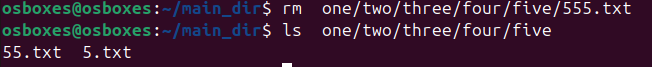 osboxes@osboxes:~/main_dir$ rm  one/two/three/four/five/555.txt
osboxes@osboxes:~/main_dir$ ls  one/two/three/four/five
55.txt  5.txt